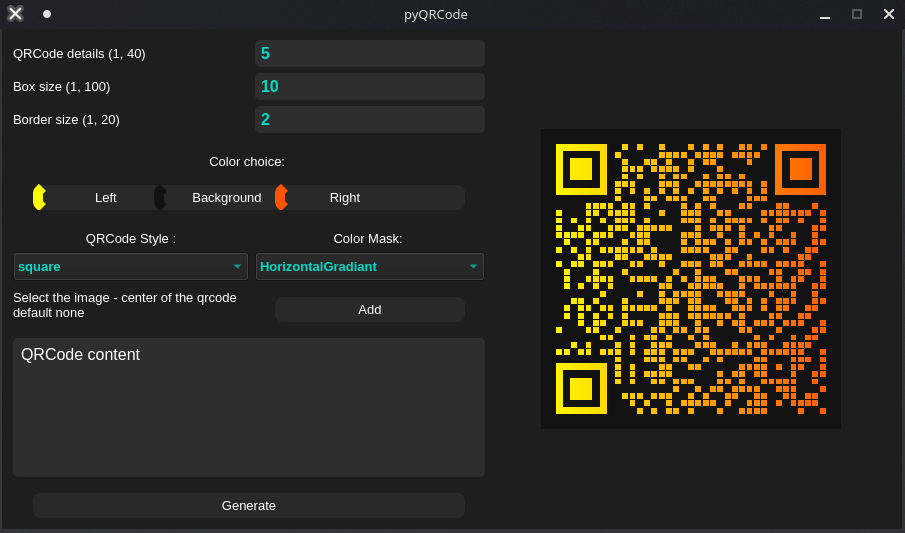 pyQRCode
QRCode details (1, 40)
5
Box size (1, 100)
10
Border size (1, 20)
2
Color choice:
Left
Background
Right
QRCode Style :
Color Mask:
square
HorizontalGradiant
Select the image - center of the qrcode
default none
Add
QRCode content
Generate